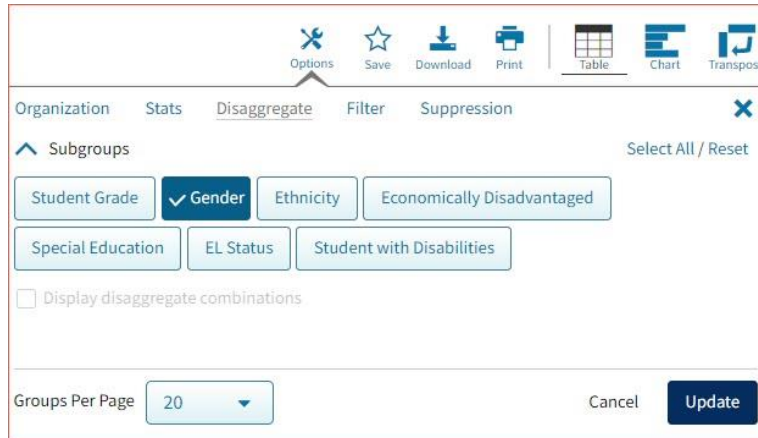 Options Save Download Print Table Chart Transpos
Organization Stats Disaggregate Filter Suppression
Subgroups Select All / Reset
Student Grade Gender Ethnicity Economically Disadvantaged
Special Education EL Status Student with Disabilities
Display disaggregate combinations
Groups Per Page 20 Cancel Update